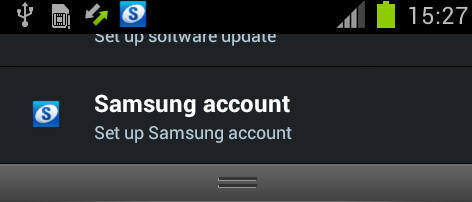 15:27
Set up software update
Samsung account
Set up Samsung account